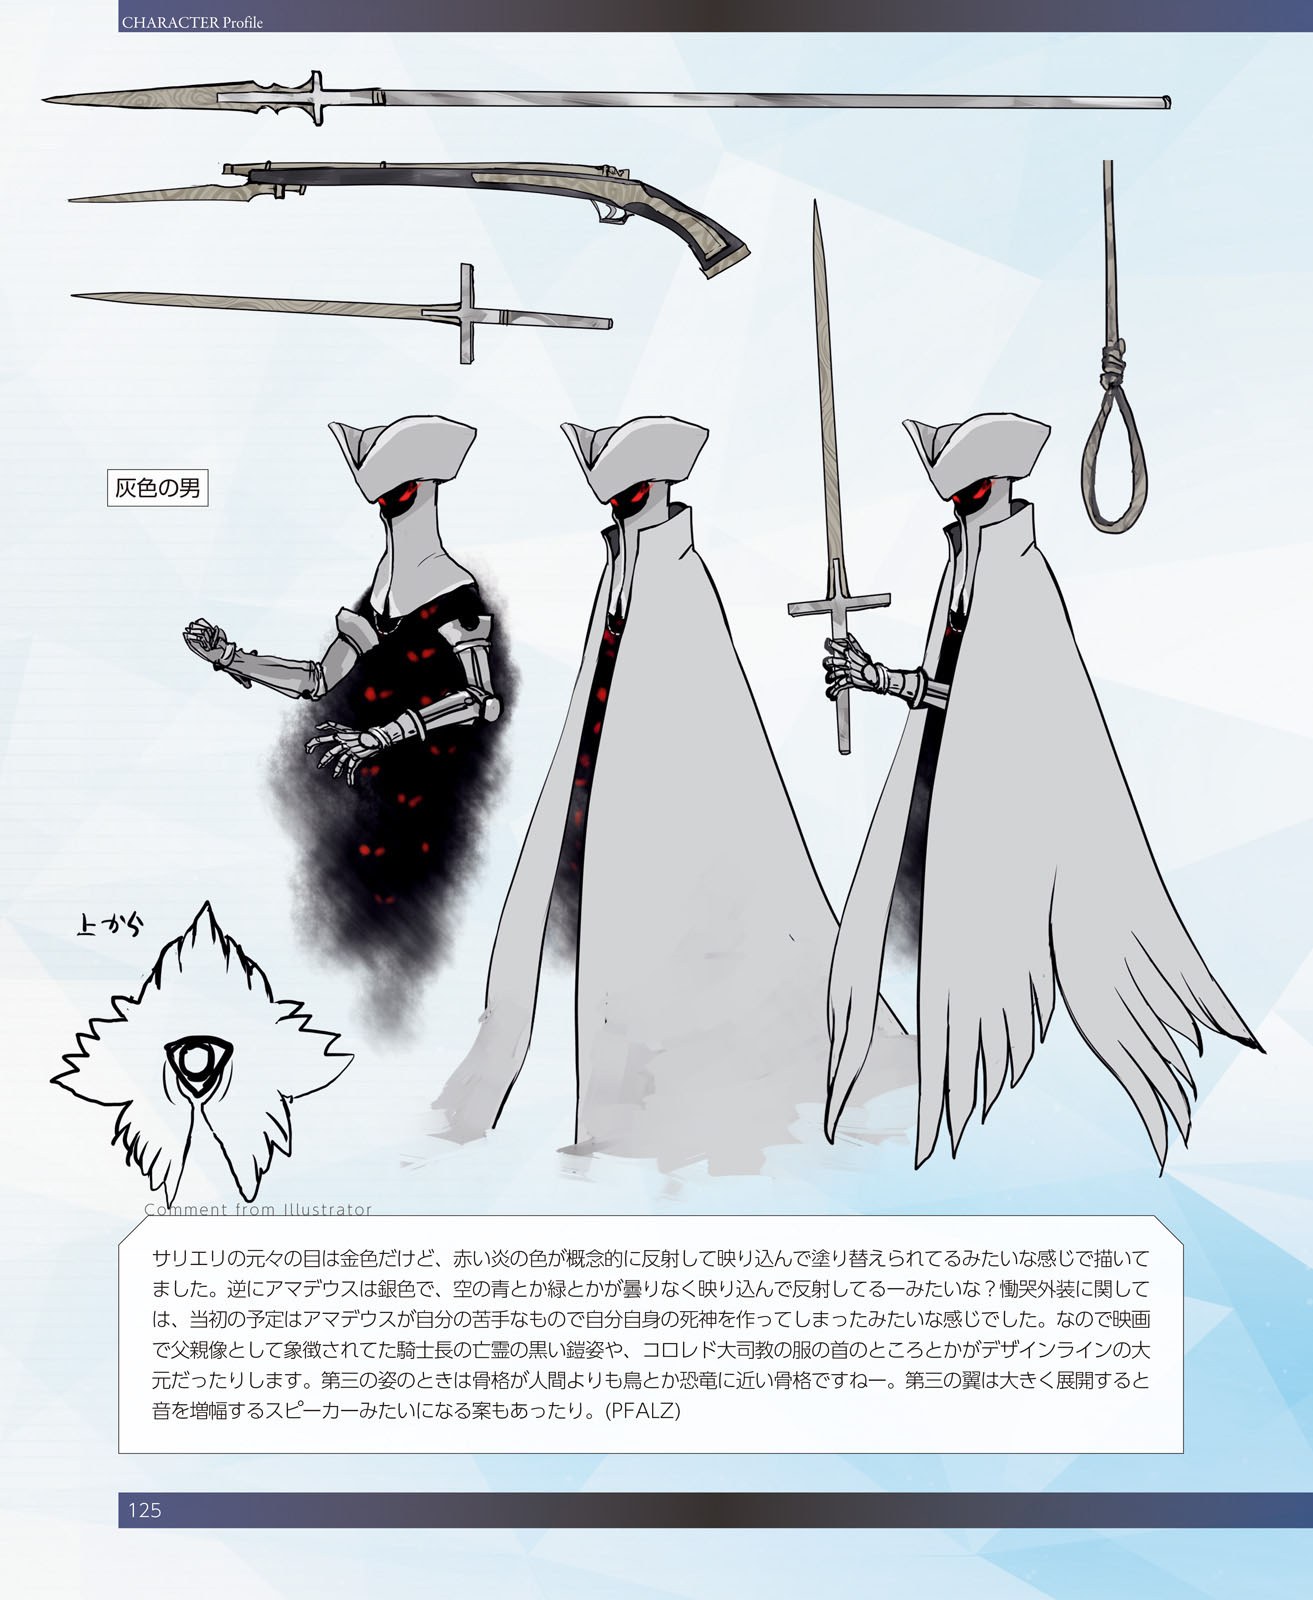 CHARACTER Profile
灰色の男
上から
Comment from Illustrator
サリエリの元々の目は金色だけど、赤い炎の色が概念的に反射して映り込んで塗り替えられてるみたいな感じで描いて
ました。逆にアマデウスは銀色で、空の青とか緑とかが曇りなく映り込んで反射してるーみたいな？慟哭外装に関して
は、当初の予定はアマデウスが自分の苦手なもので自分自身の死神を作ってしまったみたいな感じでした。なので映画
で父親像として象徴されてた騎士長の亡霊の黒い鎧姿や、コロレド大司教の服の首のところとかがデザインラインの大
元だったりします。第三の姿のときは骨格が人間よりも鳥とか恐竜に近い骨格ですねー。第三の翼は大きく展開すると
音を増幅するスピーカーみたいになる案もあったり。(PFALZ)
125